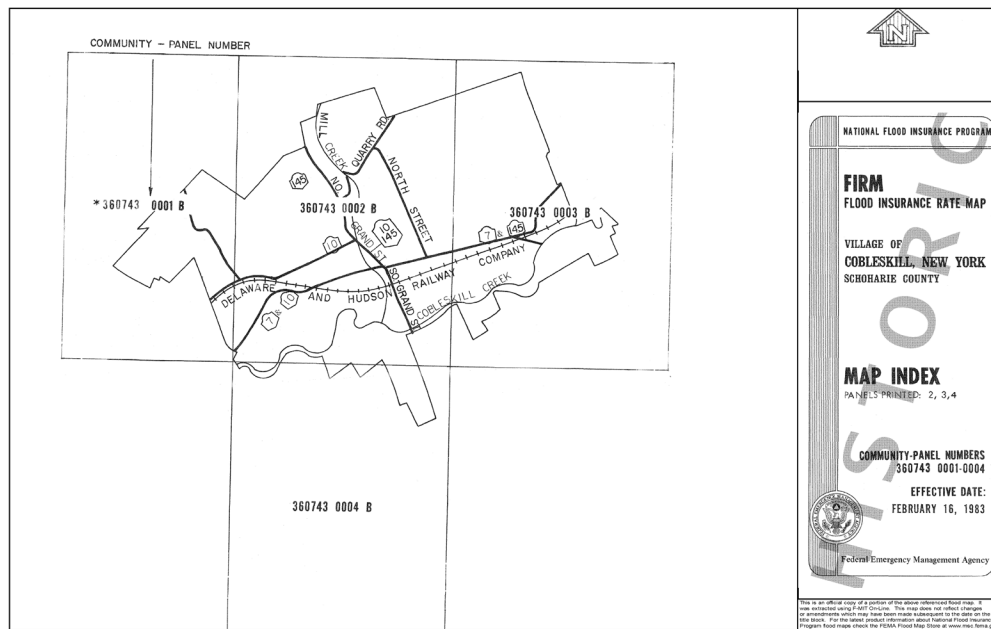 COMMUNITY – PANEL NUMBER
MILL
CREEK
QUARRY RD
NORTH
STREET
145
NO.
GRAND ST
* 360743 0001 B
360743 0002 B
360743 0003 B
10
145
10
7 & 145
DELAWARE AND HUDSON RAILWAY COMPANY
SO. GRAND ST
COBLESKILL CREEK
7 & 10
360743 0004 B
N
NATIONAL FLOOD INSURANCE PROGRAM
FIRM
FLOOD INSURANCE RATE MAP
VILLAGE OF
COBLESKILL, NEW YORK
SCHOHARIE COUNTY
MAP INDEX
PANELS PRINTED: 2, 3,4
COMMUNITY-PANEL NUMBERS
360743 0001-0004
EFFECTIVE DATE:
FEBRUARY 16, 1983
Federal Emergency Management Agency
HISTORIC
This is an official copy of a portion of the above referenced flood map. It
was extracted using F-MIT On-Line. This map does not reflect changes
or amendments which may have been made subsequent to the date on the
title block. For the latest product information about National Flood Insurance
Program flood maps check the FEMA Flood Map Store at www.msc.fema.g